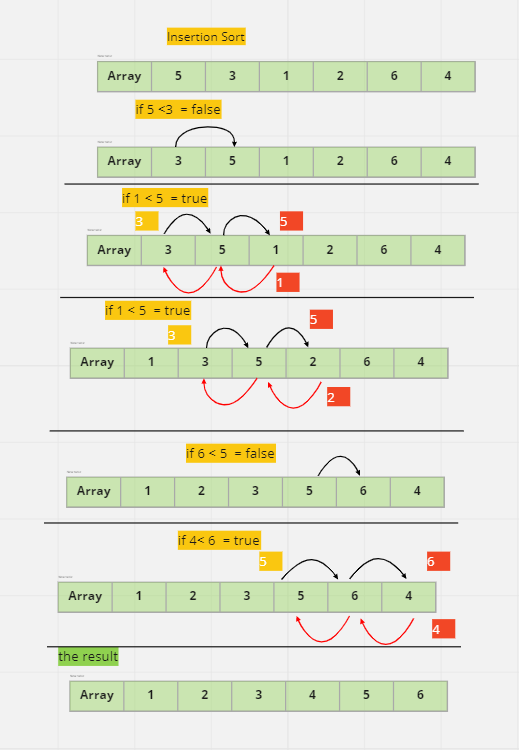 Insertion Sort
Array 5 3 1 2 6 4
if 5 <3 = false
Array 3 5 1 2 6 4
if 1 < 5 = true
3 5
Array 3 5 1 2 6 4
1
if 1 < 5 = true
5
3
Array 1 3 5 2 6 4
2
if 6 < 5 = false
Array 1 2 3 5 6 4
if 4< 6 = true
5 6
Array 1 2 3 5 6 4
4
the result
Array 1 2 3 4 5 6